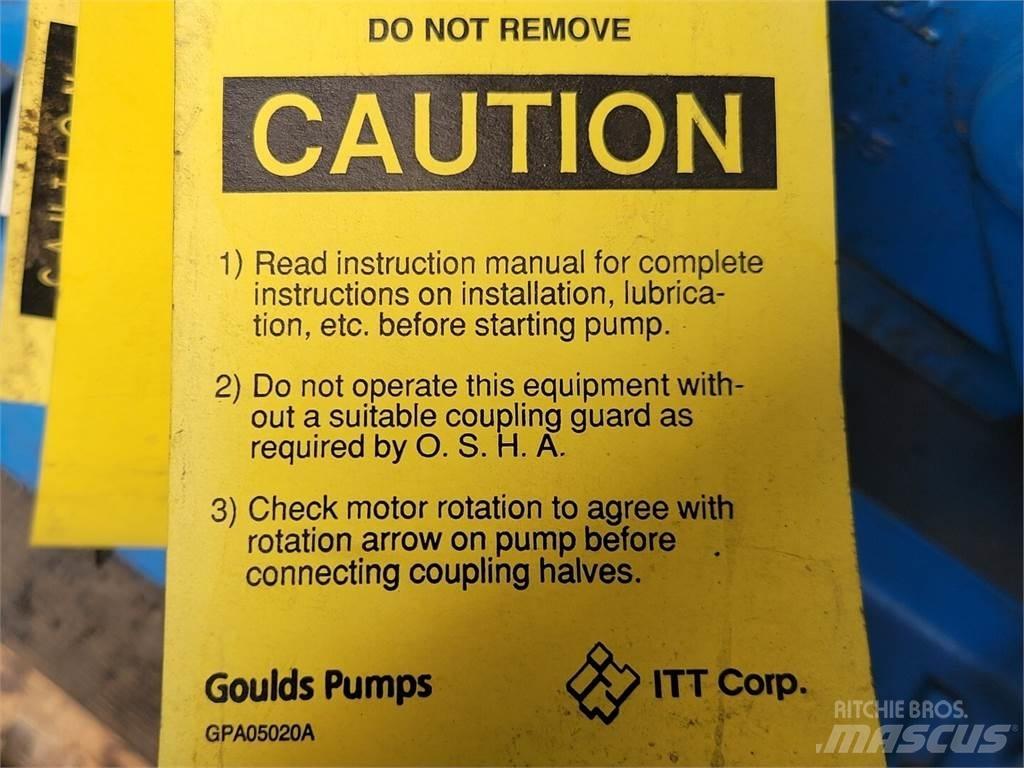 DO NOT REMOVE
CAUTION
1) Read instruction manual for complete
instructions on installation, lubrica-
tion, etc. before starting pump.
2) Do not operate this equipment with-
out a suitable coupling guard as
required by O. S. H. A.
3) Check motor rotation to agree with
rotation arrow on pump before
connecting coupling halves.
Goulds Pumps
ITT Corp.
GPA05020A
RITCHIE BROS.
MASCUS
CAUTION